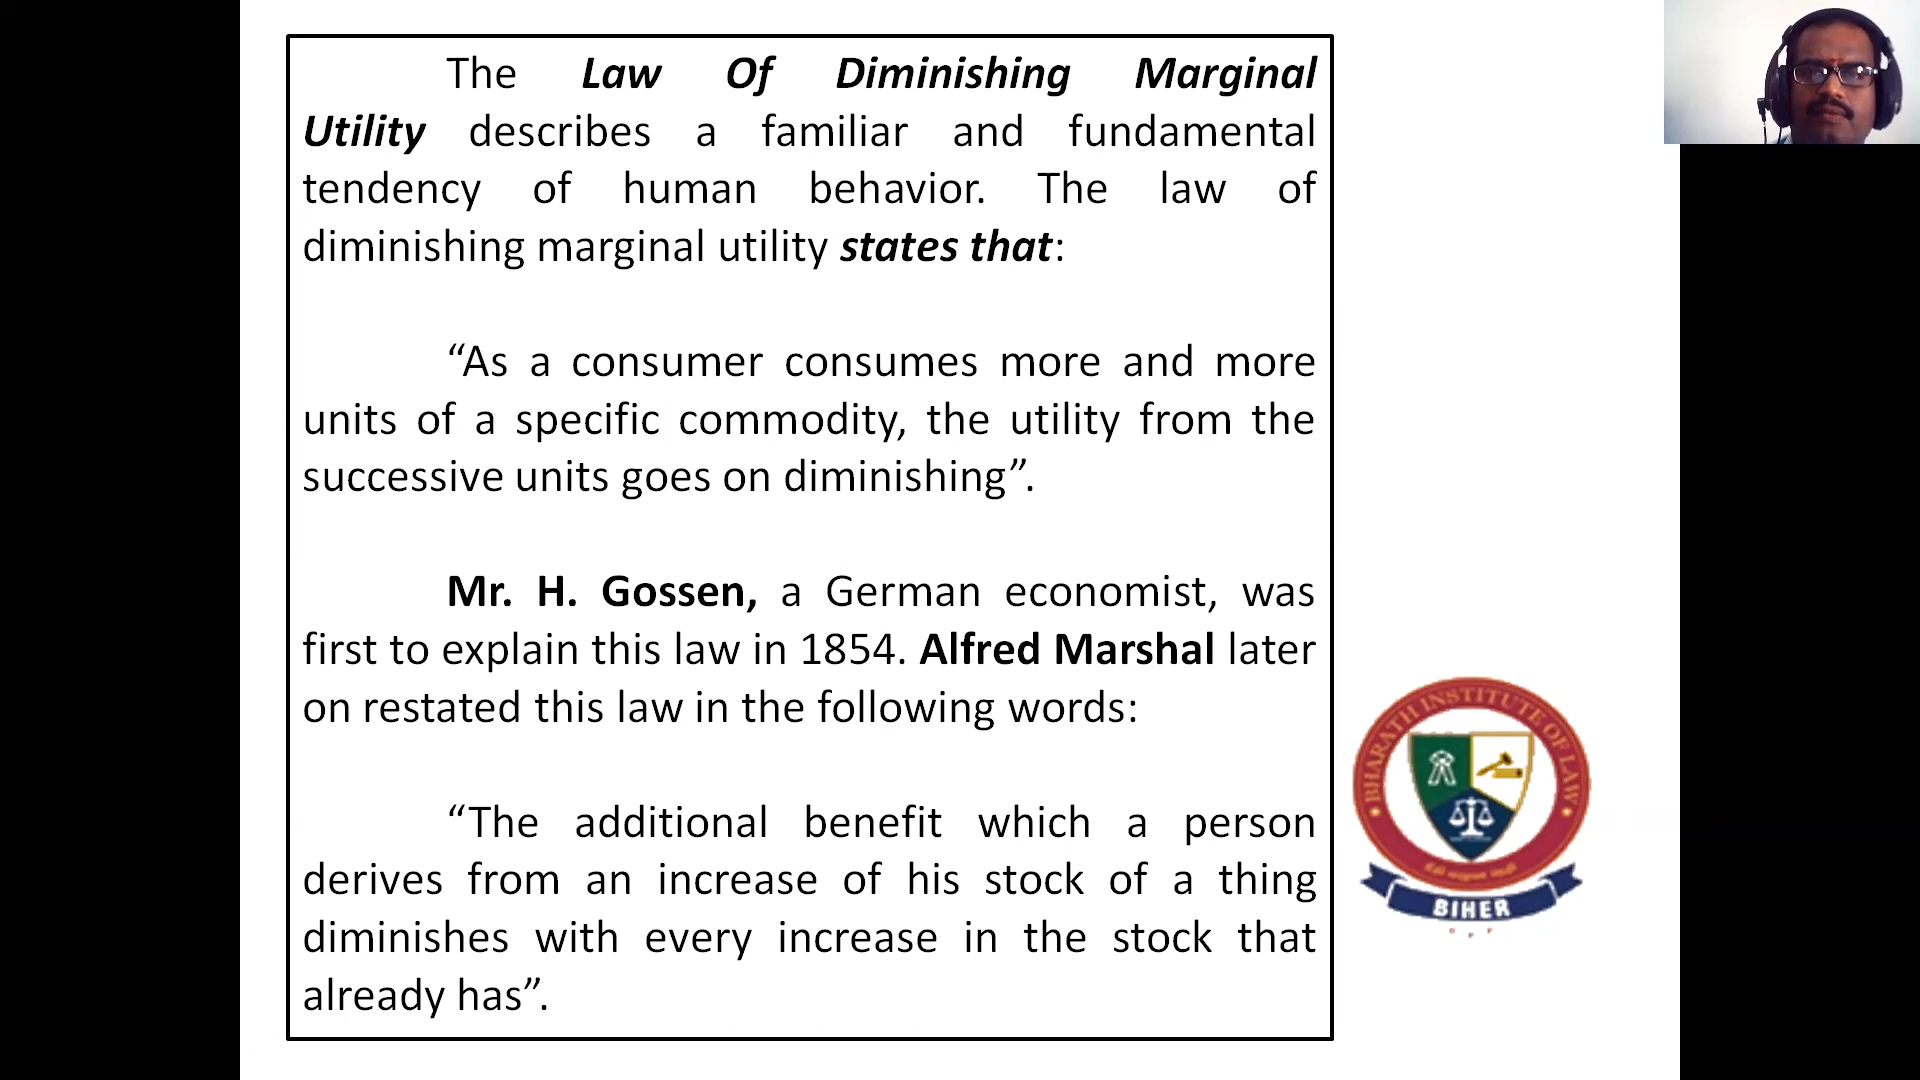 The Law Of Diminishing Marginal
Utility describes a familiar and fundamental
tendency of human behavior. The law of
diminishing marginal utility states that:
“As a consumer consumes more and more
units of a specific commodity, the utility from the
successive units goes on diminishing”.
Mr. H. Gossen, a German economist, was
first to explain this law in 1854. Alfred Marshal later
on restated this law in the following words:
“The additional benefit which a person
derives from an increase of his stock of a thing
diminishes with every increase in the stock that
already has”.
BHARATH INSTITUTE OF LAW
BIHER